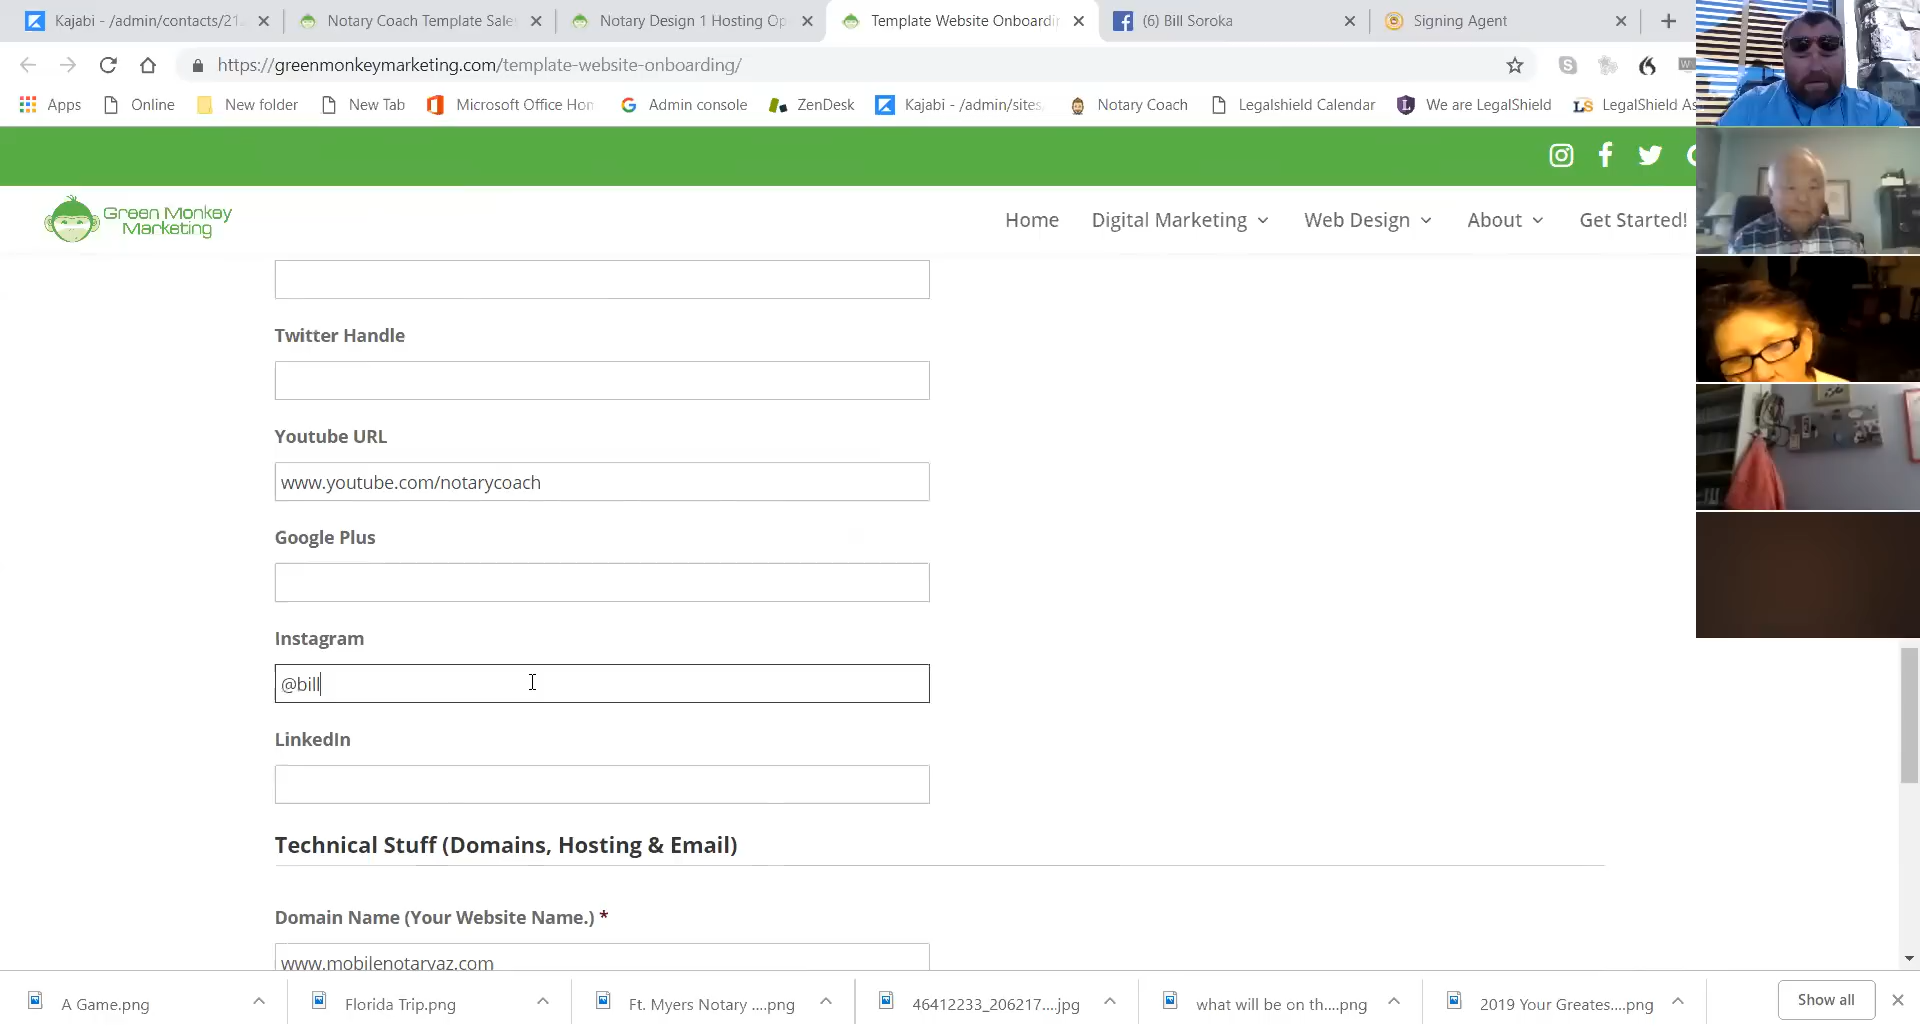 Kajabi - /admin/contacts/21
Notary Coach Template Sale
Notary Design 1 Hosting Op
Template Website Onboardin
(6) Bill Soroka
Signing Agent
https://greenmonkeymarketing.com/template-website-onboarding/
Apps
Online
New folder
New Tab
Microsoft Office Hon
Admin console
ZenDesk
Kajabi - /admin/sites
Notary Coach
Legalshield Calendar
We are LegalShield
LegalShield As
Green Monkey
Marketing
Home
Digital Marketing
Web Design
About
Get Started!
Twitter Handle
Youtube URL
www.youtube.com/notarycoach
Google Plus
Instagram
@bill
LinkedIn
Technical Stuff (Domains, Hosting & Email)
Domain Name (Your Website Name.) *
www.mobilenotaryaz.com
A Game.png
Florida Trip.png
Ft. Myers Notary ....png
46412233_206217....jpg
what will be on th....png
2019 Your Greates....png
Show all